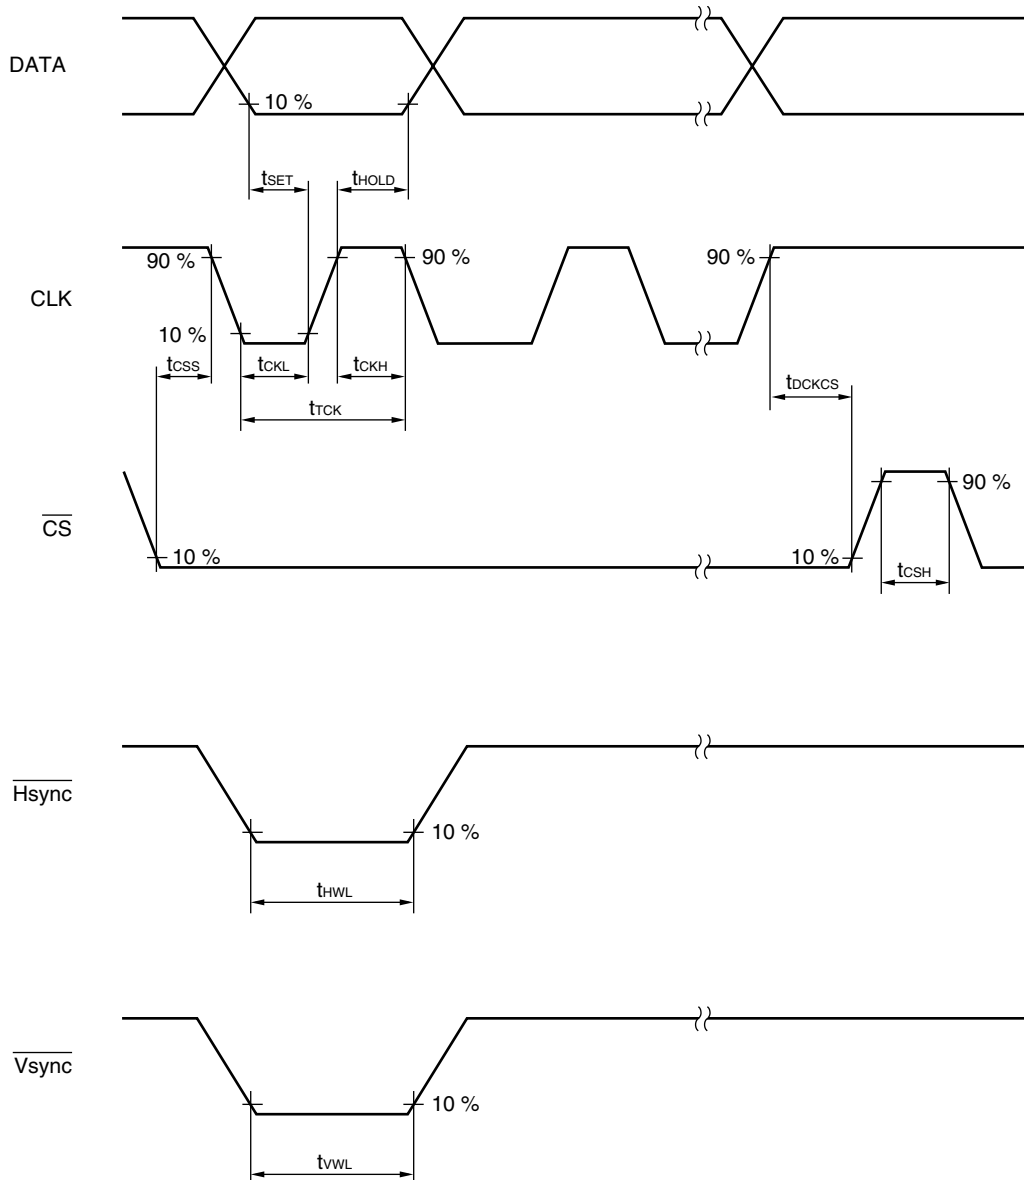 DATA
10 %
tSET
tHOLD
90 %
90 %
90 %
CLK
10 %
tCSS
tCKL
tCKH
tDCKCS
tTCK
90 %
CS
10 %
10 %
tCSH
Hsync
10 %
tHWL
Vsync
10 %
tVWL